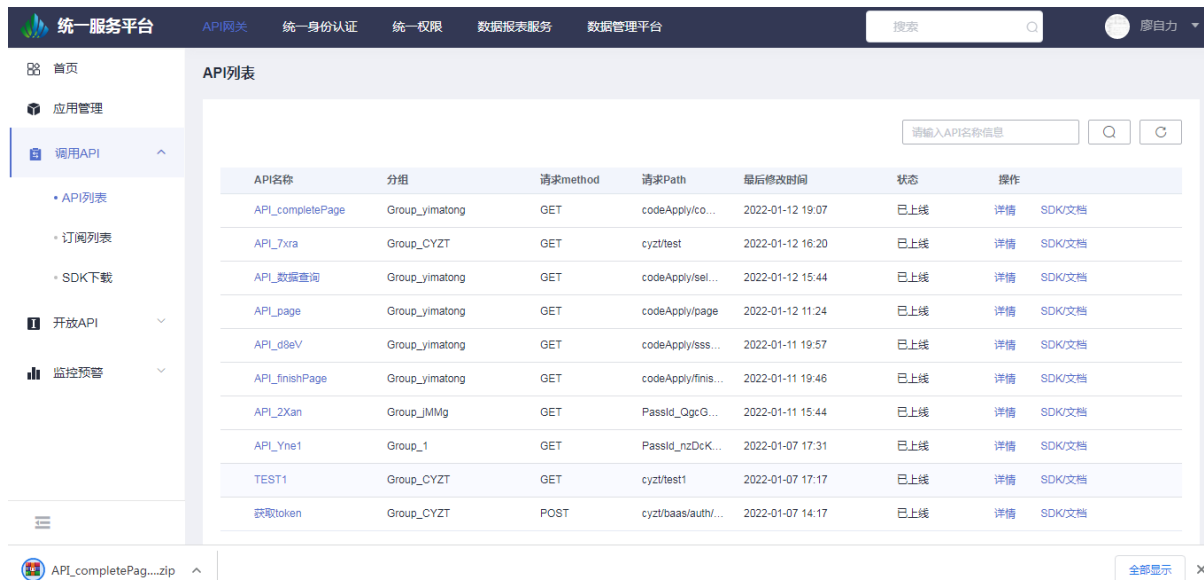 统一服务平台 API网关 统一身份认证 统一权限 数据报表服务 数据管理平台 搜索 廖自力
首页
API列表
应用管理
请输入API名称信息
调用API
API名称 分组 请求method 请求Path 最后修改时间 状态 操作
• API列表
API_completePage Group_yimatong GET codeApply/co... 2022-01-12 19:07 已上线 详情 SDK/文档
订阅列表
API_7xra Group_CYZT GET cyzt/test 2022-01-12 16:20 已上线 详情 SDK/文档
SDK下载
API_数据查询 Group_yimatong GET codeApply/sel... 2022-01-12 15:44 已上线 详情 SDK/文档
开放API
API_page Group_yimatong GET codeApply/page 2022-01-12 11:24 已上线 详情 SDK/文档
API_d8eV Group_yimatong GET codeApply/sss... 2022-01-11 19:57 已上线 详情 SDK/文档
监控预警
API_finishPage Group_yimatong GET codeApply/finis... 2022-01-11 19:46 已上线 详情 SDK/文档
API_2Xan Group_jMMg GET PassId_QgcG... 2022-01-11 15:44 已上线 详情 SDK/文档
API_Yne1 Group_1 GET PassId_nzDcK... 2022-01-07 17:31 已上线 详情 SDK/文档
TEST1 Group_CYZT GET cyzt/test1 2022-01-07 17:17 已上线 详情 SDK/文档
获取token Group_CYZT POST cyzt/baas/auth/... 2022-01-07 14:17 已上线 详情 SDK/文档
API_completePag....zip 全部显示